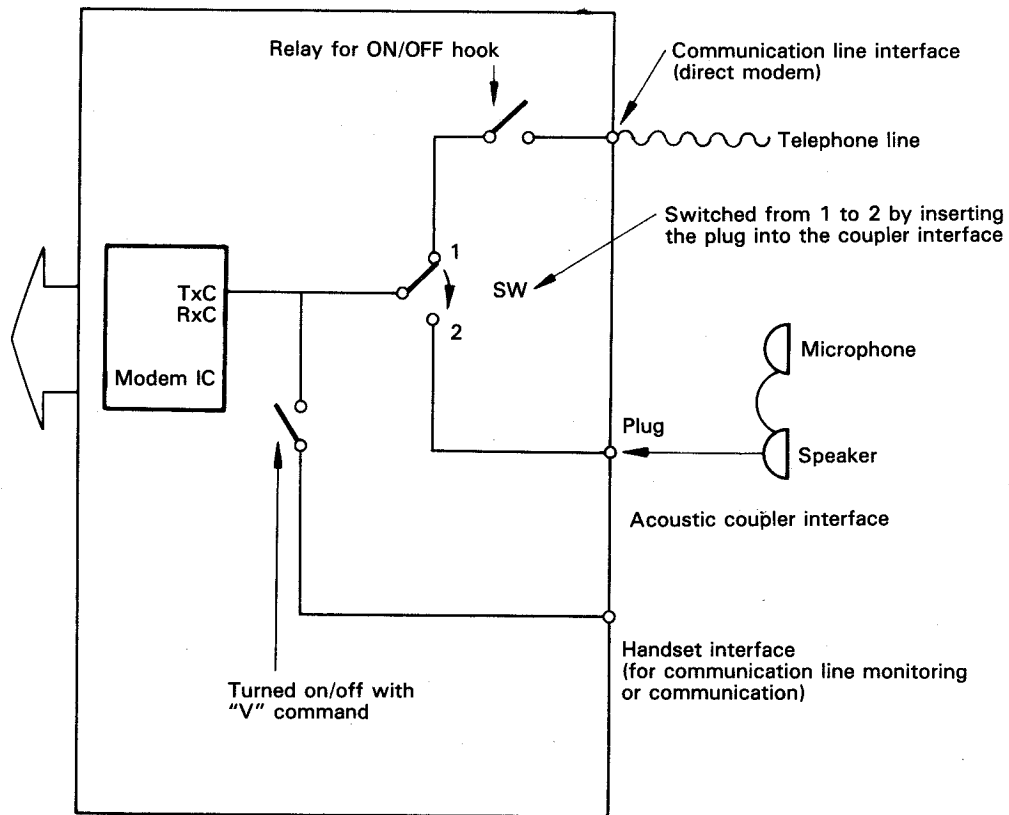 Relay for ON/OFF hook
Communication line interface
(direct modem)
Telephone line
Switched from 1 to 2 by inserting
the plug into the coupler interface
1
SW
2
TxC
RxC
Modem IC
Microphone
Plug
Speaker
Acoustic coupler interface
Handset interface
(for communication line monitoring
or communication)
Turned on/off with
“V” command